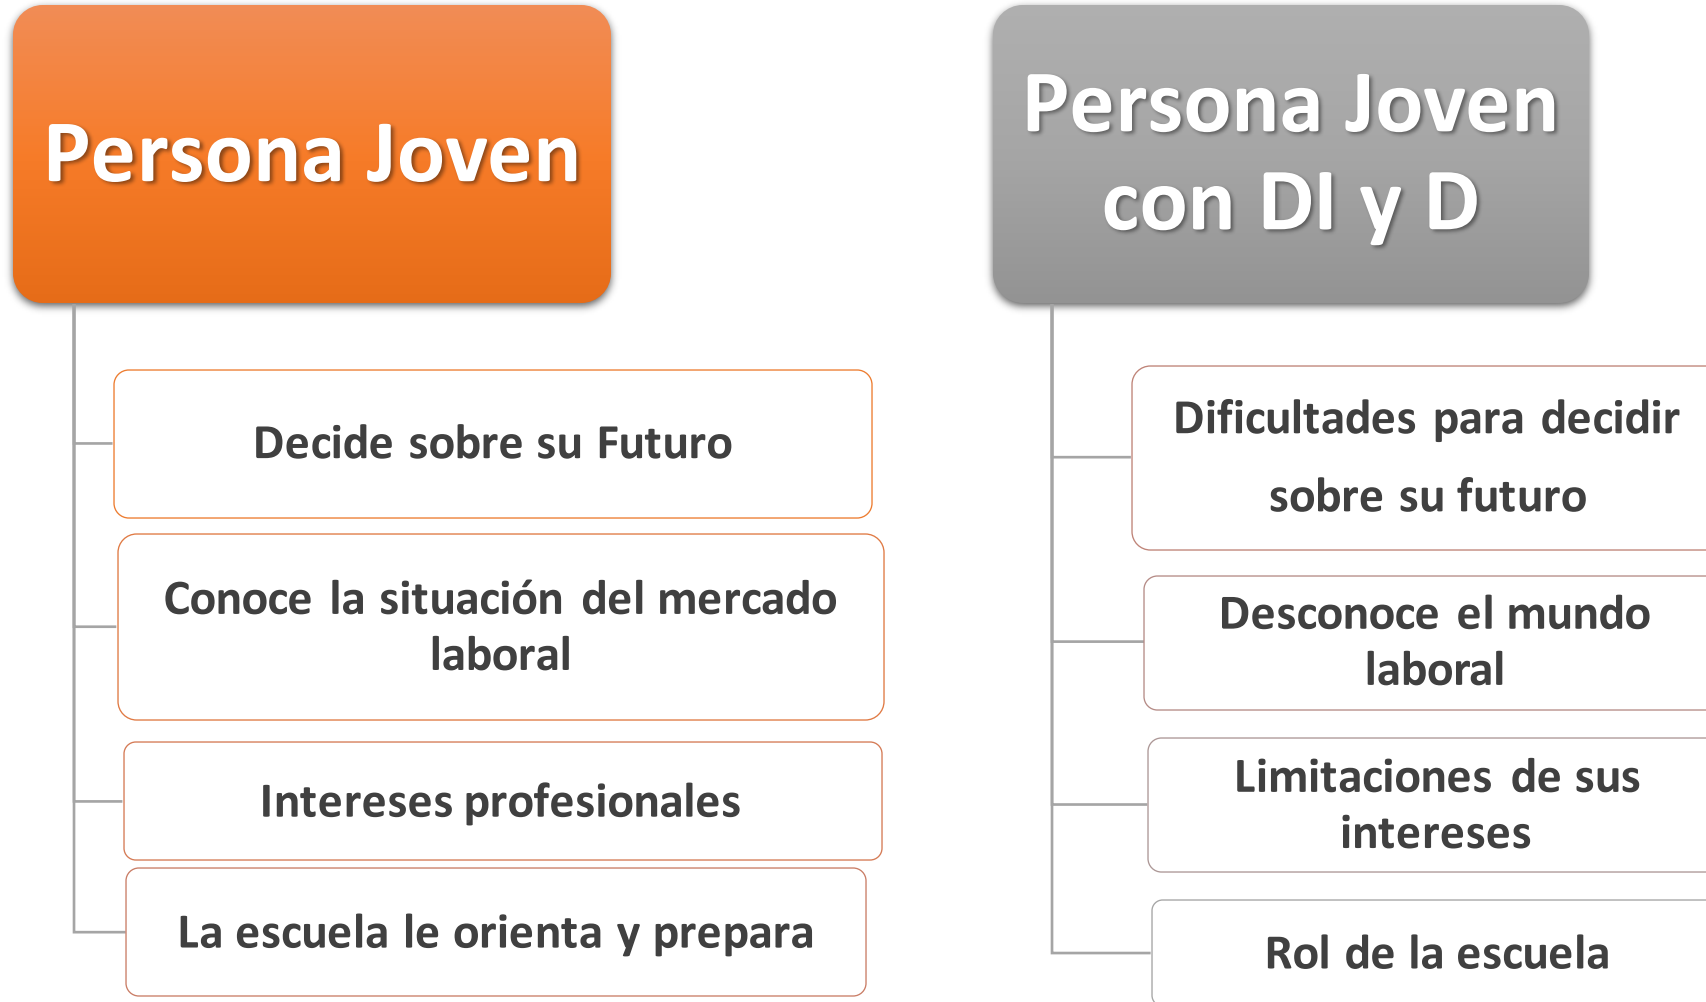 Persona Joven
Decide sobre su Futuro
Conoce la situación del mercado
laboral
Intereses profesionales
La escuela le orienta y prepara
Persona Joven
con DI y D
Dificultades para decidir
sobre su futuro
Desconoce el mundo
laboral
Limitaciones de sus
intereses
Rol de la escuela